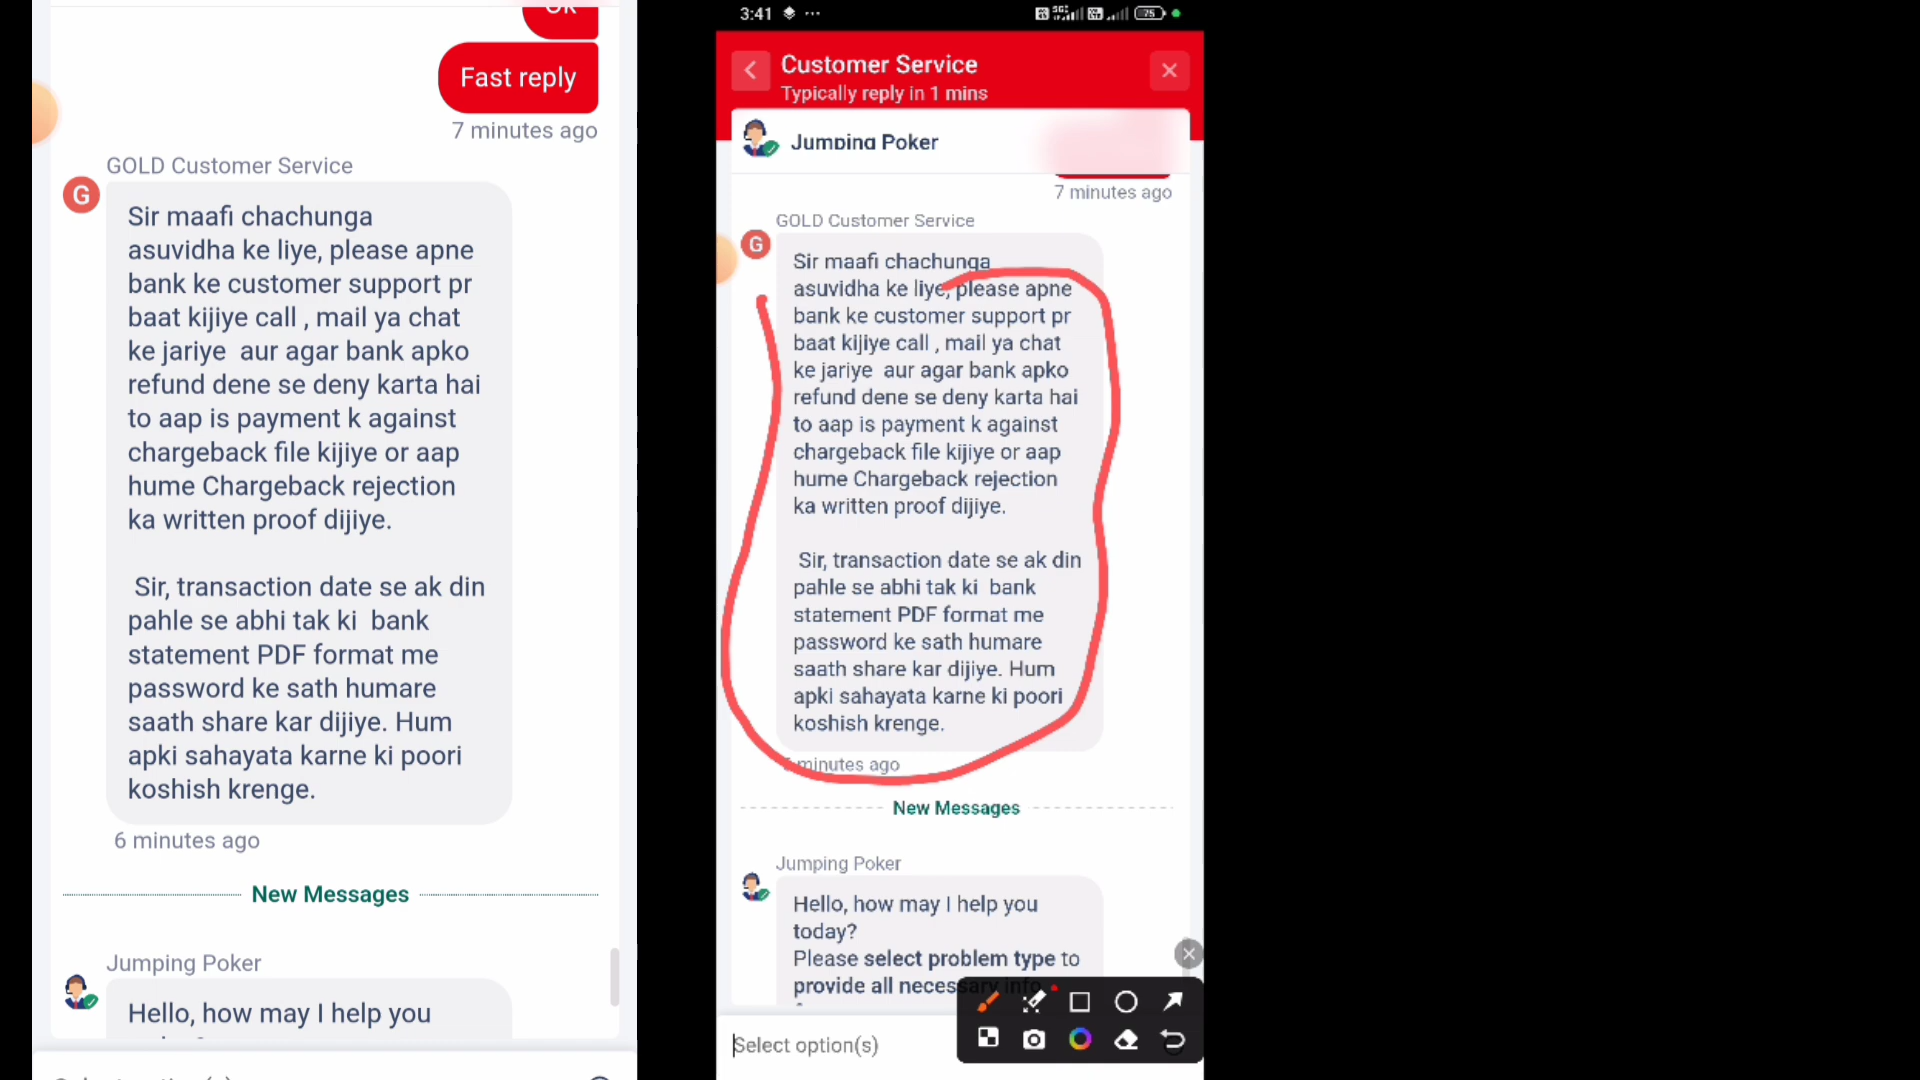 Ok
Fast reply
7 minutes ago
GOLD Customer Service
G
Sir maafi chachunga
asuvidha ke liye, please apne
bank ke customer support pr
baat kijiye call , mail ya chat
ke jariye  aur agar bank apko
refund dene se deny karta hai
to aap is payment k against
chargeback file kijiye or aap
hume Chargeback rejection
ka written proof dijiye.
Sir, transaction date se ak din
pahle se abhi tak ki  bank
statement PDF format me
password ke sath humare
saath share kar dijiye. Hum
apki sahayata karne ki poori
koshish krenge.
6 minutes ago
New Messages
Jumping Poker
Hello, how may I help you
3:41
75
Customer Service
Typically reply in 1 mins
Jumping Poker
7 minutes ago
GOLD Customer Service
G
Sir maafi chachunga
asuvidha ke liye, please apne
bank ke customer support pr
baat kijiye call , mail ya chat
ke jariye  aur agar bank apko
refund dene se deny karta hai
to aap is payment k against
chargeback file kijiye or aap
hume Chargeback rejection
ka written proof dijiye.
Sir, transaction date se ak din
pahle se abhi tak ki  bank
statement PDF format me
password ke sath humare
saath share kar dijiye. Hum
apki sahayata karne ki poori
koshish krenge.
minutes ago
New Messages
Jumping Poker
Hello, how may I help you
today?
Please select problem type to
provide all necessary info
Select option(s)